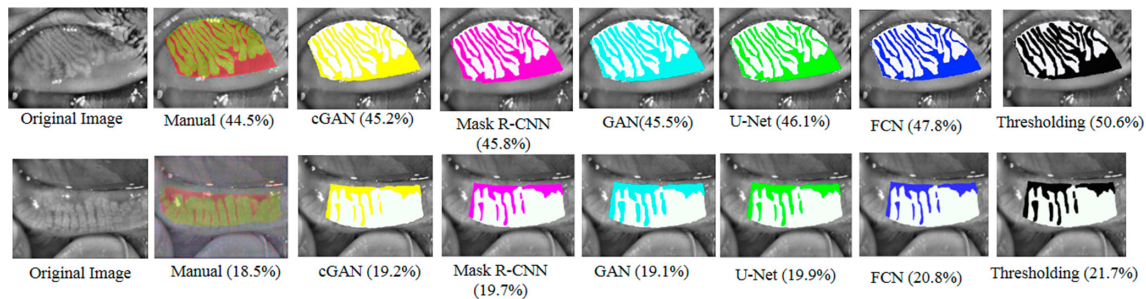 Original Image
Manual (44.5%)
cGAN (45.2%)
Mask R-CNN
(45.8%)
GAN(45.5%)
U-Net (46.1%)
FCN (47.8%)
Thresholding (50.6%)
Original Image
Manual (18.5%)
cGAN (19.2%)
Mask R-CNN
(19.7%)
GAN (19.1%)
U-Net (19.9%)
FCN (20.8%)
Thresholding (21.7%)